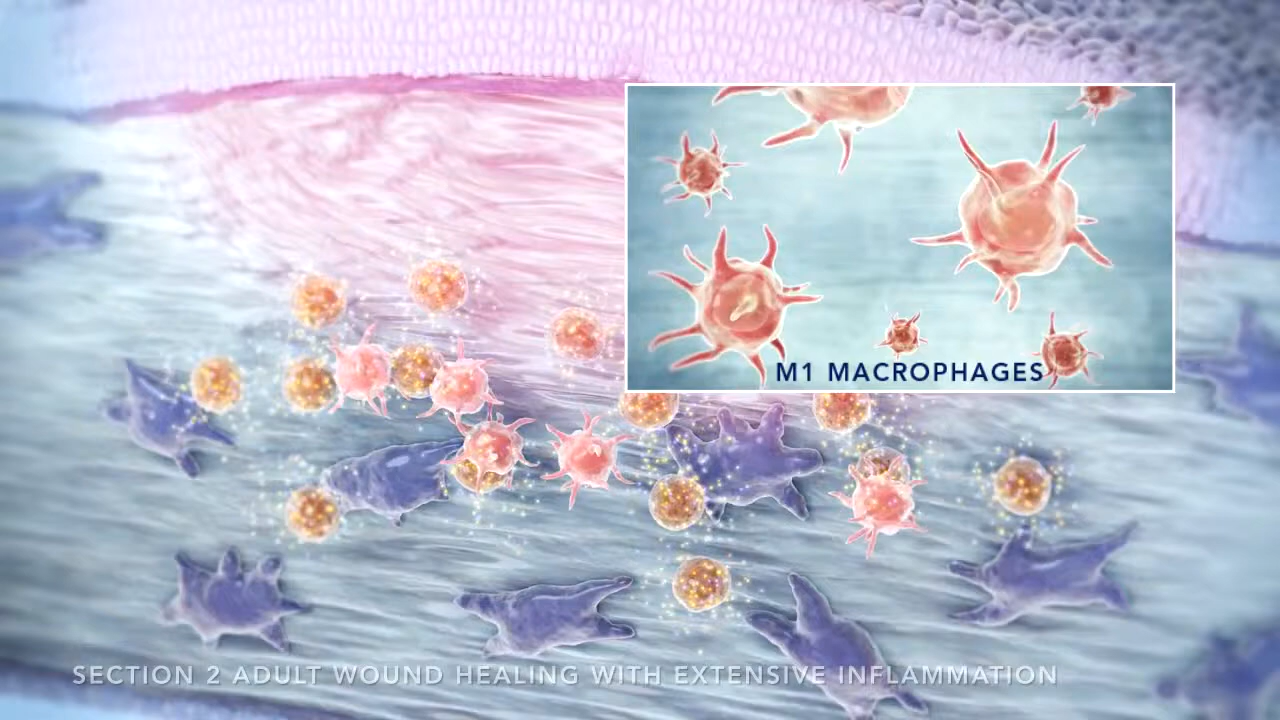 M1 MACROPHAGES
SECTION 2 ADULT WOUND HEALING WITH EXTENSIVE INFLAMMATION